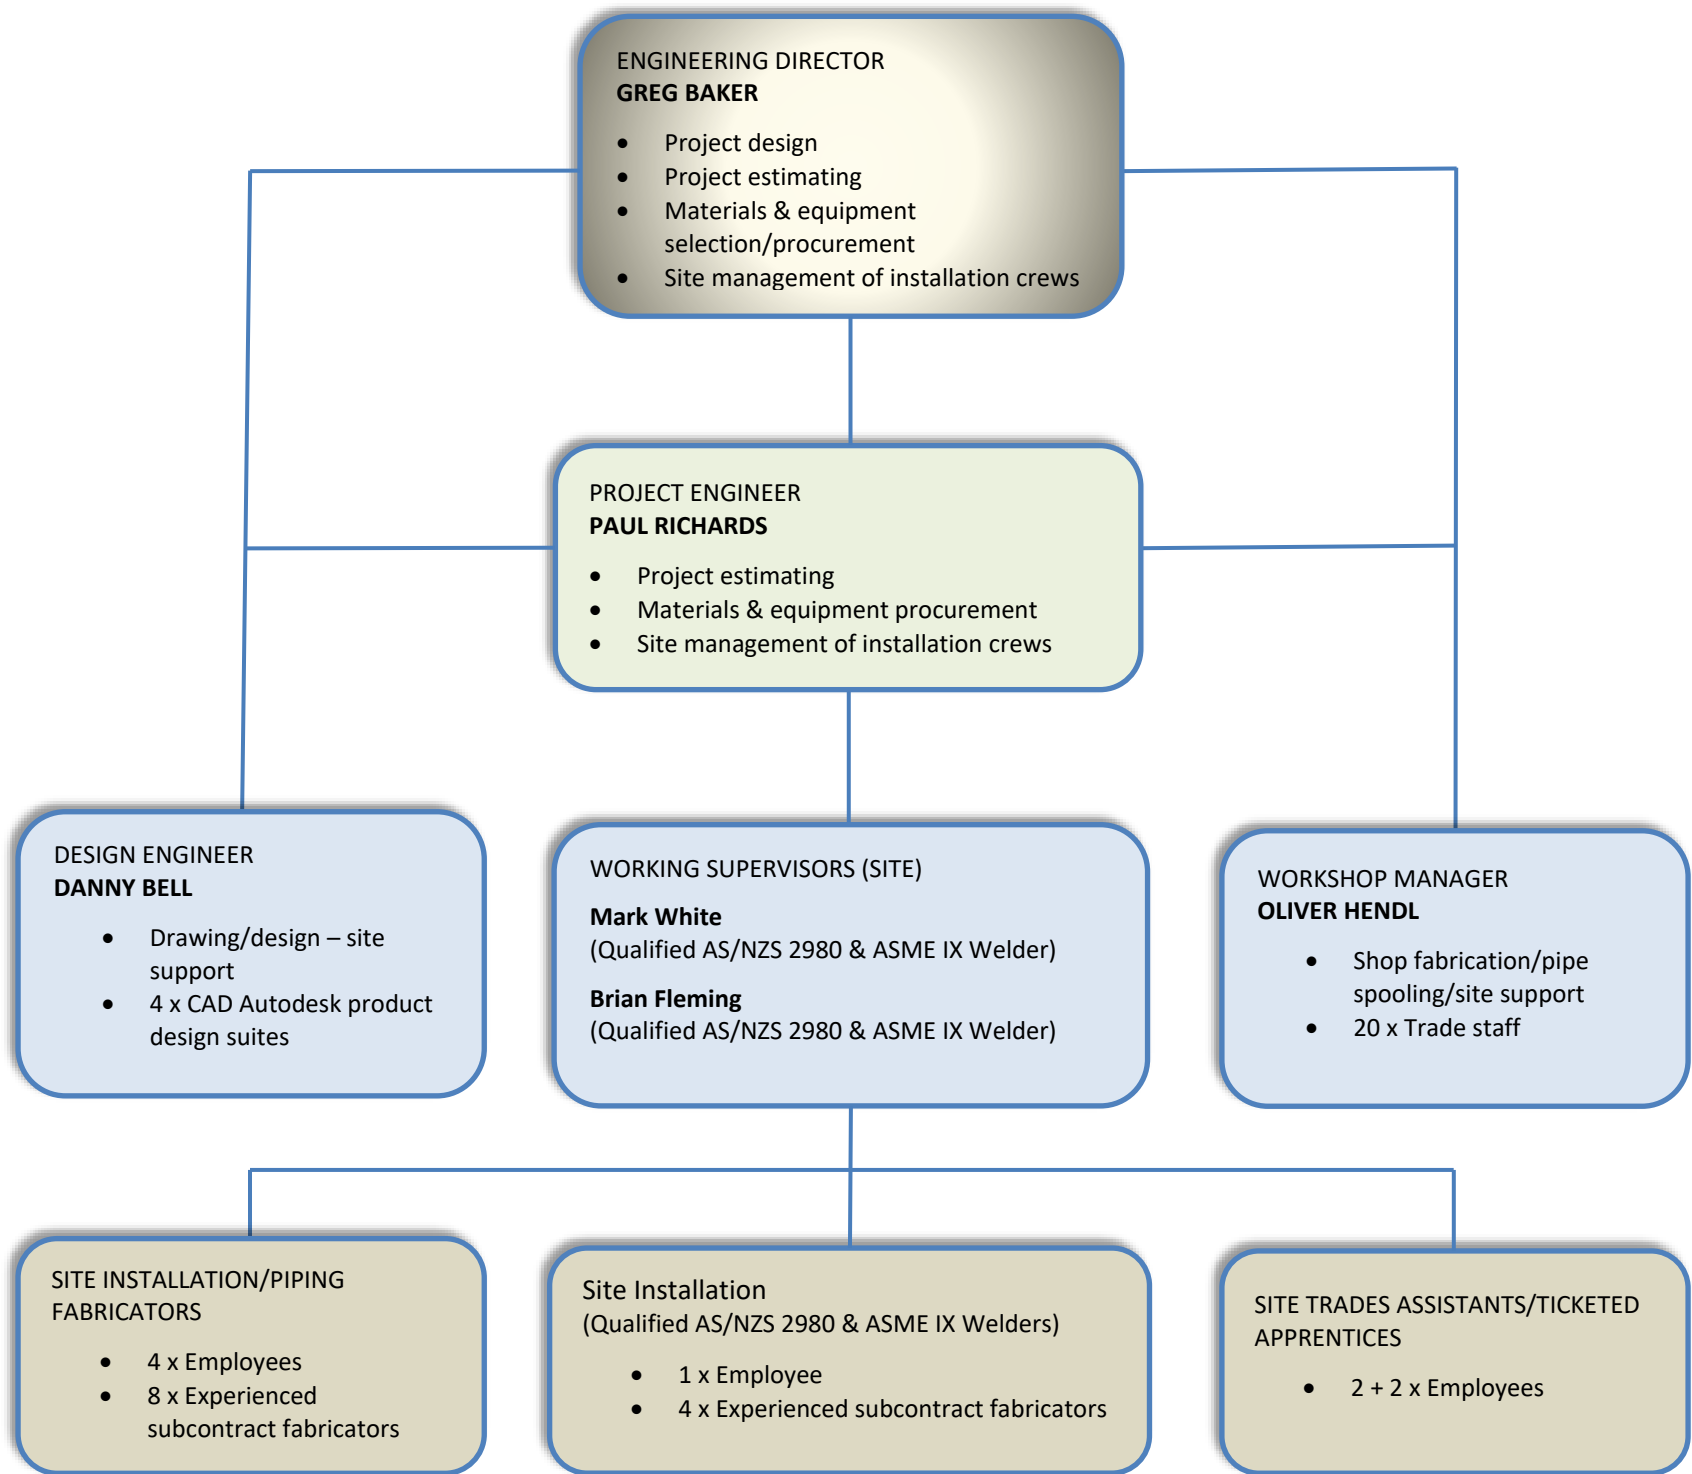 ENGINEERING DIRECTOR
GREG BAKER
• Project design
• Project estimating
• Materials & equipment
selection/procurement
• Site management of installation crews
PROJECT ENGINEER
PAUL RICHARDS
• Project estimating
• Materials & equipment procurement
• Site management of installation crews
DESIGN ENGINEER
DANNY BELL
• Drawing/design – site
support
• 4 x CAD Autodesk product
design suites
WORKING SUPERVISORS (SITE)
Mark White
(Qualified AS/NZS 2980 & ASME IX Welder)
Brian Fleming
(Qualified AS/NZS 2980 & ASME IX Welder)
WORKSHOP MANAGER
OLIVER HENDL
• Shop fabrication/pipe
spooling/site support
• 20 x Trade staff
SITE INSTALLATION/PIPING
FABRICATORS
• 4 x Employees
• 8 x Experienced
subcontract fabricators
Site Installation
(Qualified AS/NZS 2980 & ASME IX Welders)
• 1 x Employee
• 4 x Experienced subcontract fabricators
SITE TRADES ASSISTANTS/TICKETED
APPRENTICES
• 2 + 2 x Employees